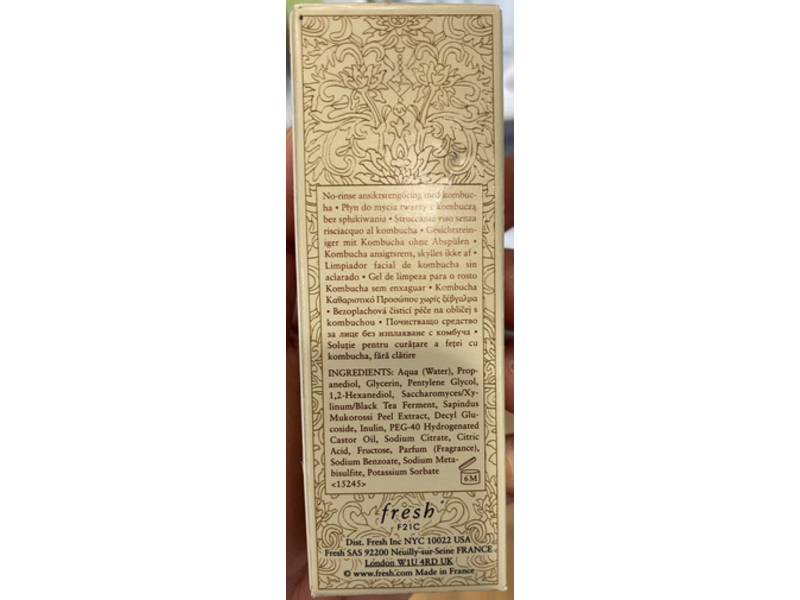 No-rinse ansiktsrengöring med kombuc-
ha • Płyn do mycia twarzy z kombuczą
bez spłukiwania • Struccante viso senza
risciacquo al kombucha • Gesichtsrein-
iger mit Kombucha ohne Abspülen •
Kombucha ansigtsrens, skylles ikke af •
Limpiador facial de kombucha sin
aclarado • Gel de limpeza para o rosto
Kombucha sem enxaguar • Kombucha
Καθαριστικό Προσώπου χωρίς ξέβγαλμα
• Bezoplachová čisticí péče na obličej s
kombuchou • Почистващо средство
за лице без изплакване с комбуча •
Soluție pentru curățare a feței cu
kombucha, fără clătire
INGREDIENTS: Aqua (Water), Prop-
anediol, Glycerin, Pentylene Glycol,
1,2-Hexanediol, Saccharomyces/Xy-
linum/Black Tea Ferment, Sapindus
Mukorossi Peel Extract, Decyl Glu-
coside, Inulin, PEG-40 Hydrogenated
Castor Oil, Sodium Citrate, Citric
Acid, Fructose, Parfum (Fragrance),
Sodium Benzoate, Sodium Meta-
bisulfite, Potassium Sorbate
<15245>
6M
fresh
F21C
Dist. Fresh Inc NYC 10022 USA
Fresh SAS 92200 Neuilly-sur-Seine FRANCE
London W1U 4RD UK
© www.fresh.com Made in France